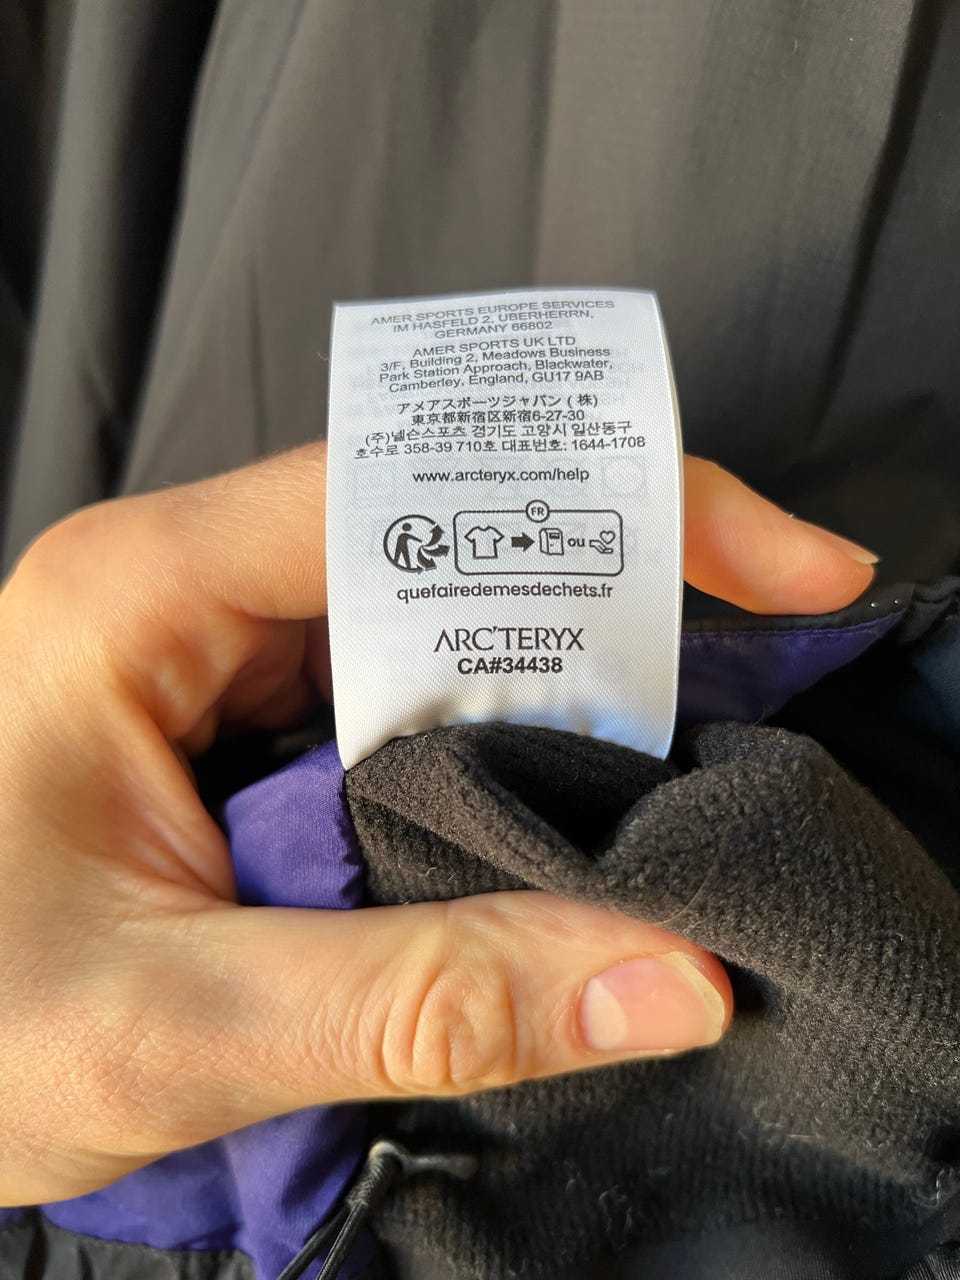 AMER SPORTS EUROPE SERVICES
IM HASFELD 2, UBERHERRN,
GERMANY 66802
AMER SPORTS UK LTD
3/F, Building 2, Meadows Business
Park Station Approach, Blackwater,
Camberley, England, GU17 9AB
アメアスポーツジャパン ( 株)
東京都新宿区新宿6-27-30
(주)넬슨스포츠 경기도 고양시 일산동구
호수로 358-39 710호 대표번호: 1644-1708
www.arcteryx.com/help
FR
ou
quefairedemesdechets.fr
ARC'TERYX
CA#34438